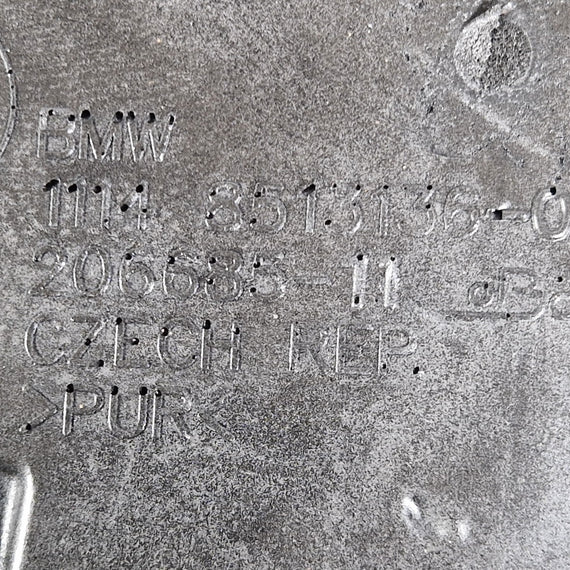 BMW
1114 8513136-0
206685-11
CZECH REP.
>PUR<